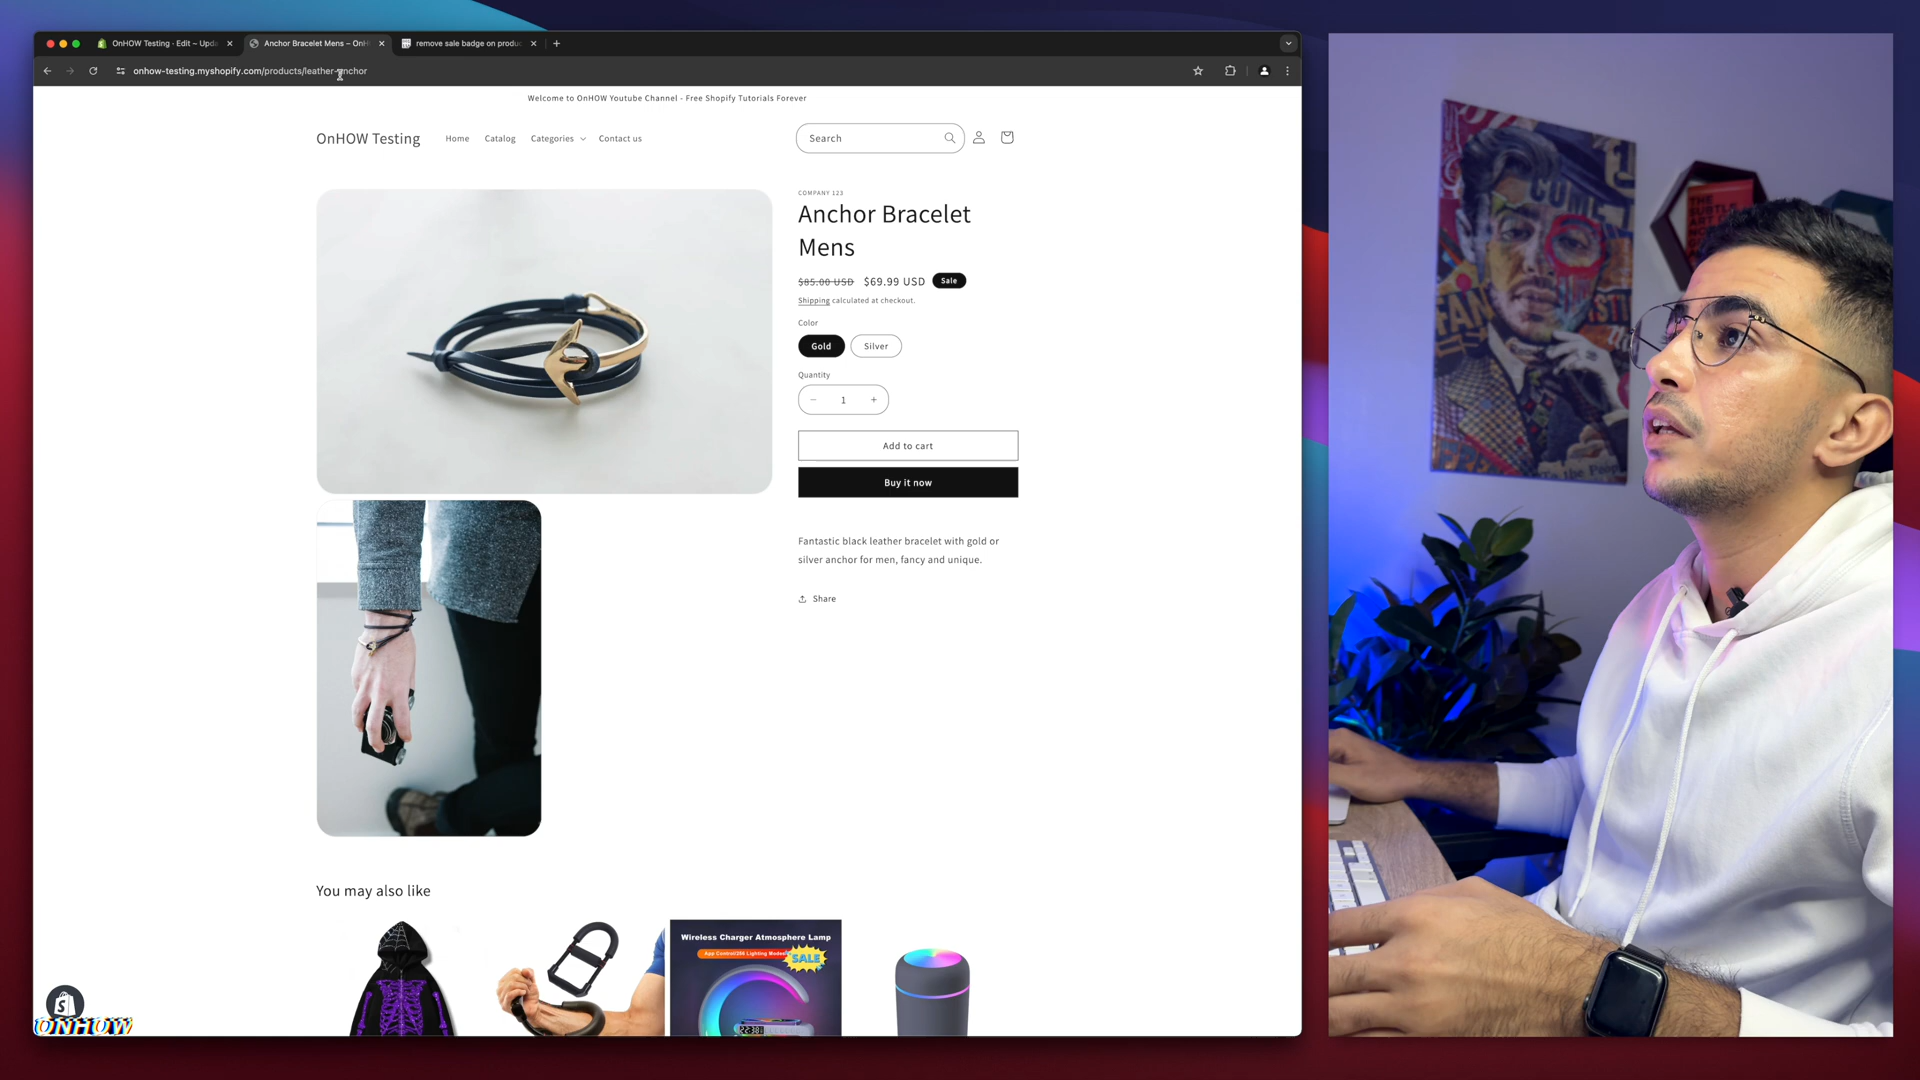 OnHOW Testing · Edit ~ Upda
Anchor Bracelet Mens – OnH
remove sale badge on produc
onhow-testing.myshopify.com/products/leather-anchor
Welcome to OnHOW Youtube Channel - Free Shopify Tutorials Forever
OnHOW Testing
Home
Catalog
Categories
Contact us
Search
COMPANY 123
Anchor Bracelet
Mens
$85.00 USD $69.99 USD Sale
Shipping calculated at checkout.
Color
Gold
Silver
Quantity
− 1 +
Add to cart
Buy it now
Fantastic black leather bracelet with gold or
silver anchor for men, fancy and unique.
Share
You may also like
Wireless Charger Atmosphere Lamp
SALE
ONHOW
THE
SUBTLE
ART